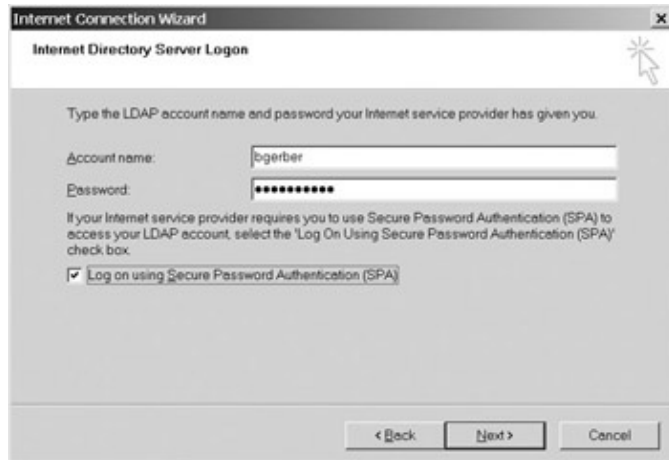 Internet Connection Wizard
Internet Directory Server Logon
Type the LDAP account name and password your Internet service provider has given you.
Account name: bgerber
Password: ••••••••••
If your Internet service provider requires you to use Secure Password Authentication (SPA) to
access your LDAP account, select the 'Log On Using Secure Password Authentication (SPA)'
check box.
Log on using Secure Password Authentication (SPA)
< Back Next > Cancel